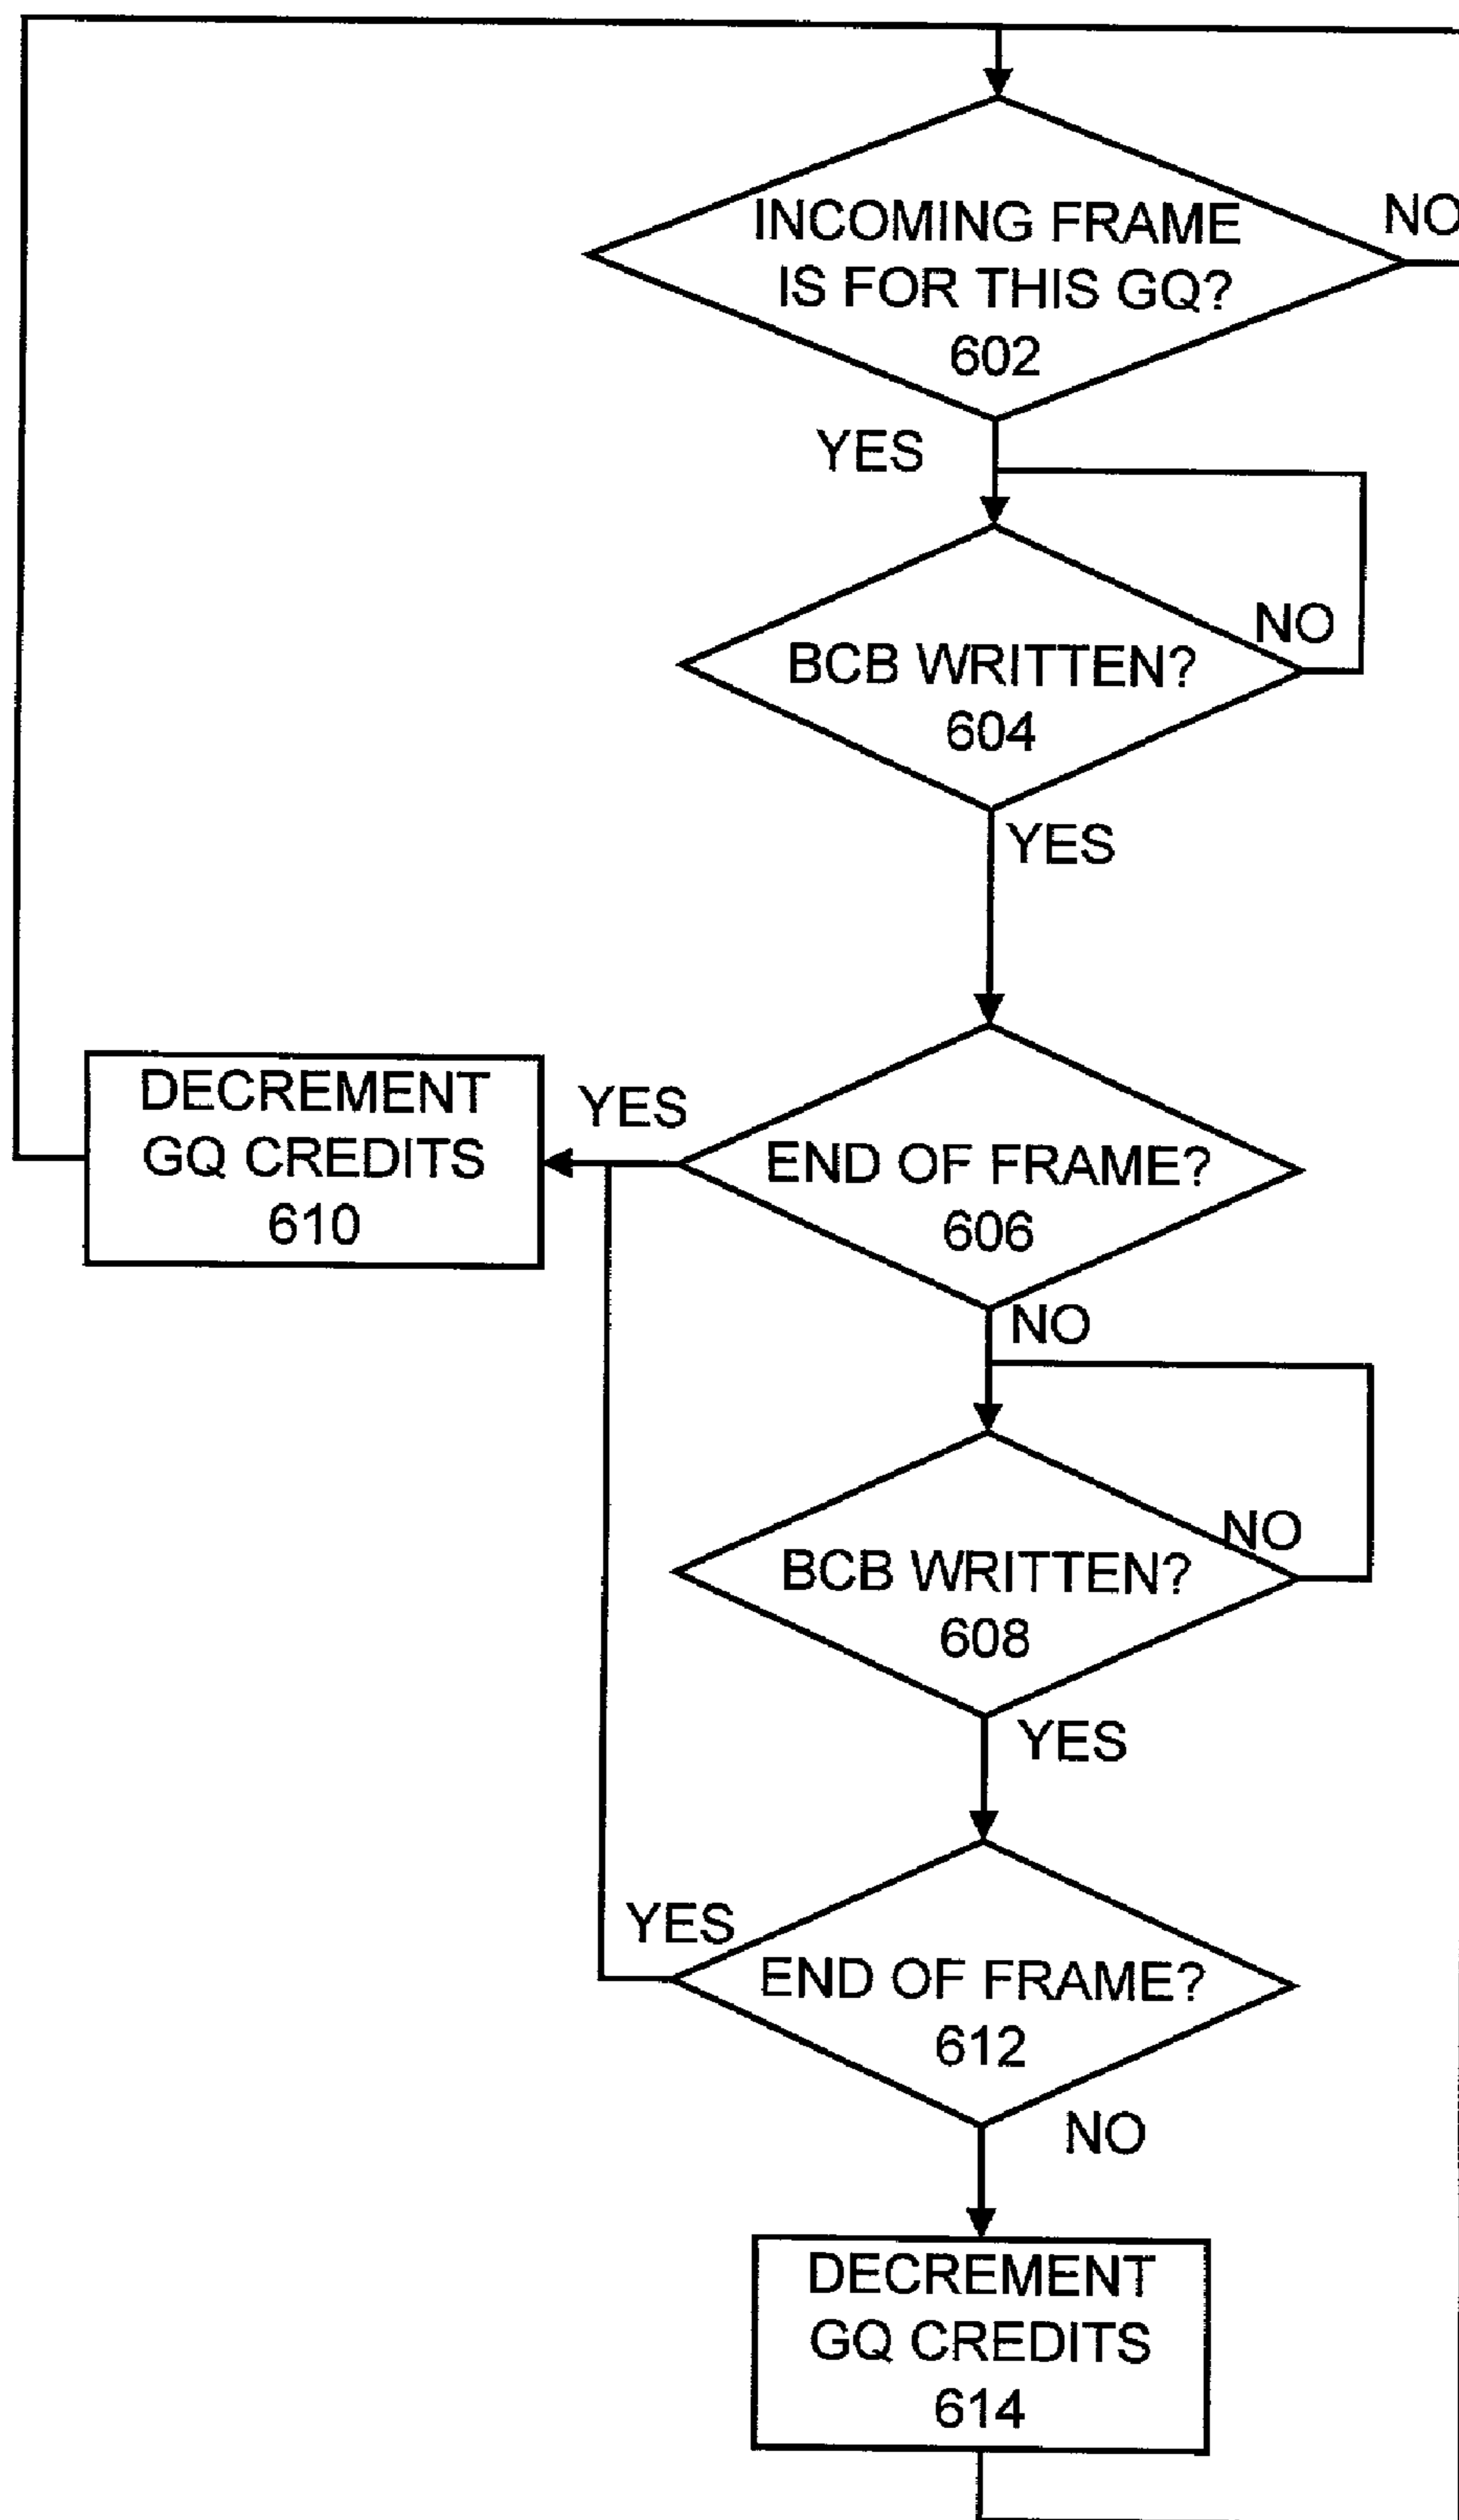 INCOMING FRAME
IS FOR THIS GQ?
602
NO
YES
BCB WRITTEN?
604
NO
YES
DECREMENT
GQ CREDITS
610
YES
END OF FRAME?
606
NO
BCB WRITTEN?
608
NO
YES
YES
END OF FRAME?
612
NO
DECREMENT
GQ CREDITS
614